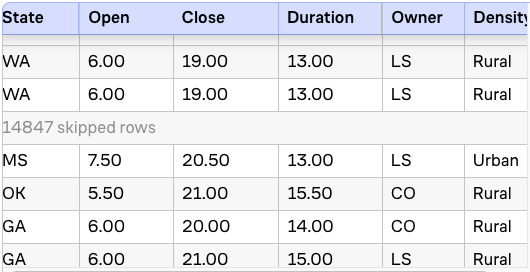 State Open Close Duration Owner Density
WA 6.00 19.00 13.00 LS Rural
WA 6.00 19.00 13.00 LS Rural
14847 skipped rows
MS 7.50 20.50 13.00 LS Urban
OK 5.50 21.00 15.50 CO Rural
GA 6.00 20.00 14.00 CO Rural
GA 6.00 21.00 15.00 LS Rural